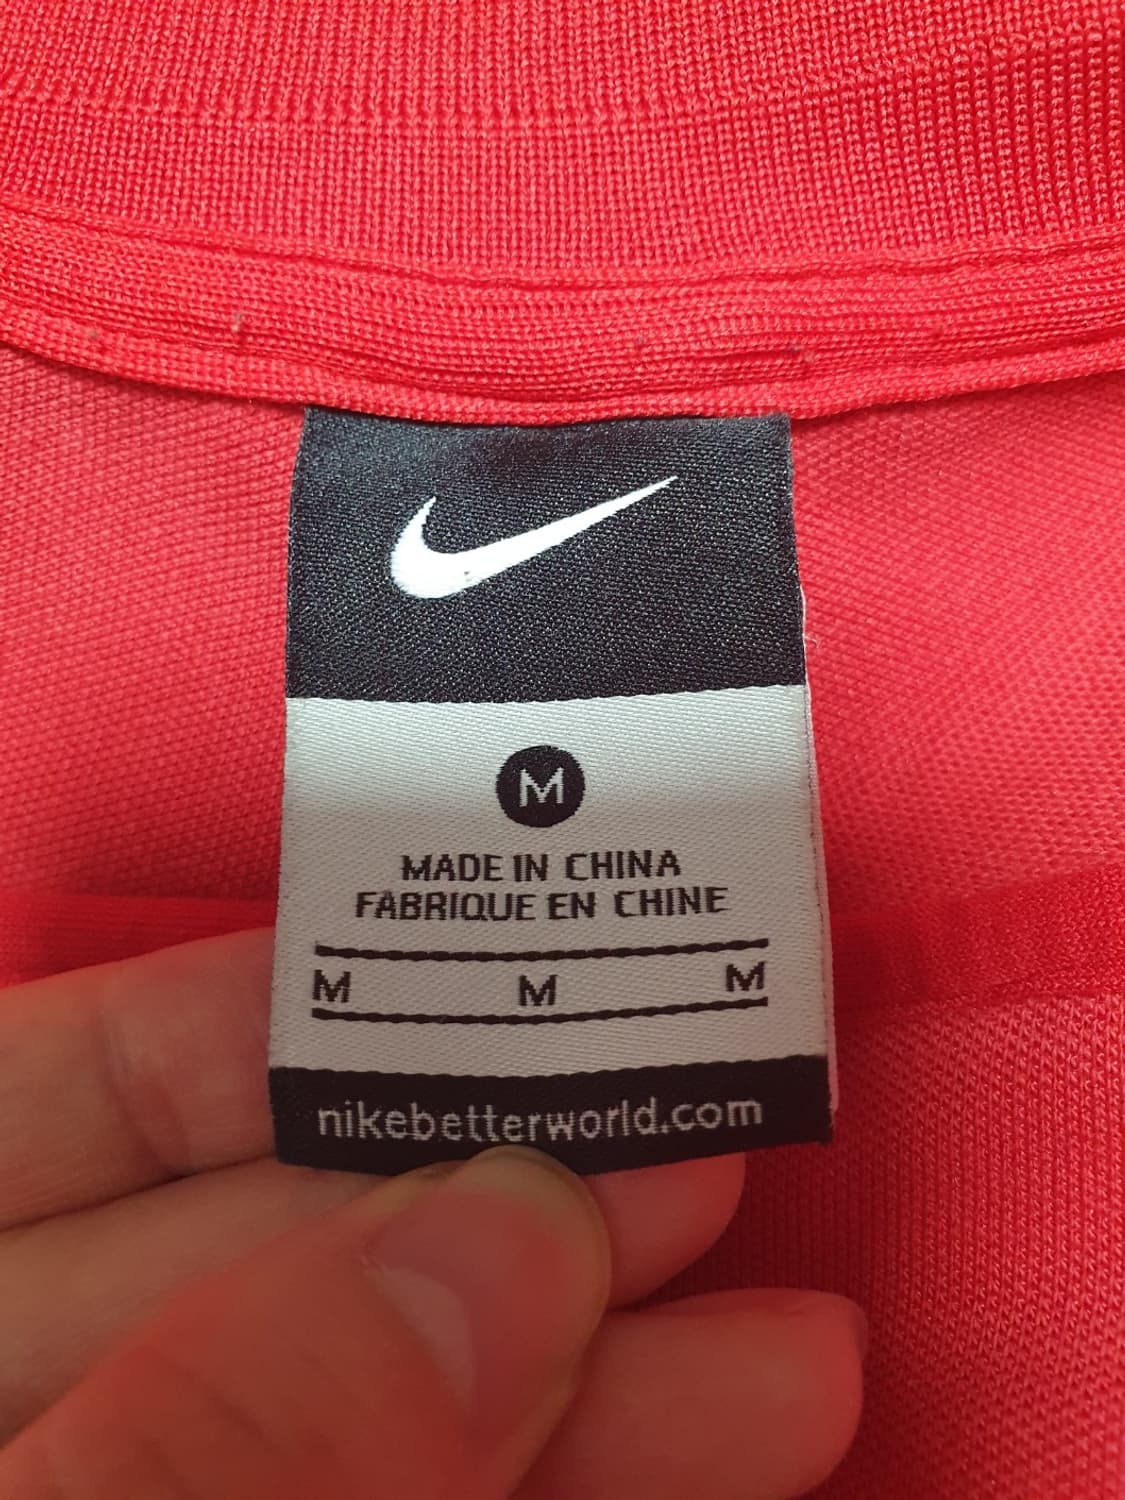 M
MADE IN CHINA
FABRIQUE EN CHINE
M M M
nikebetterworld.com